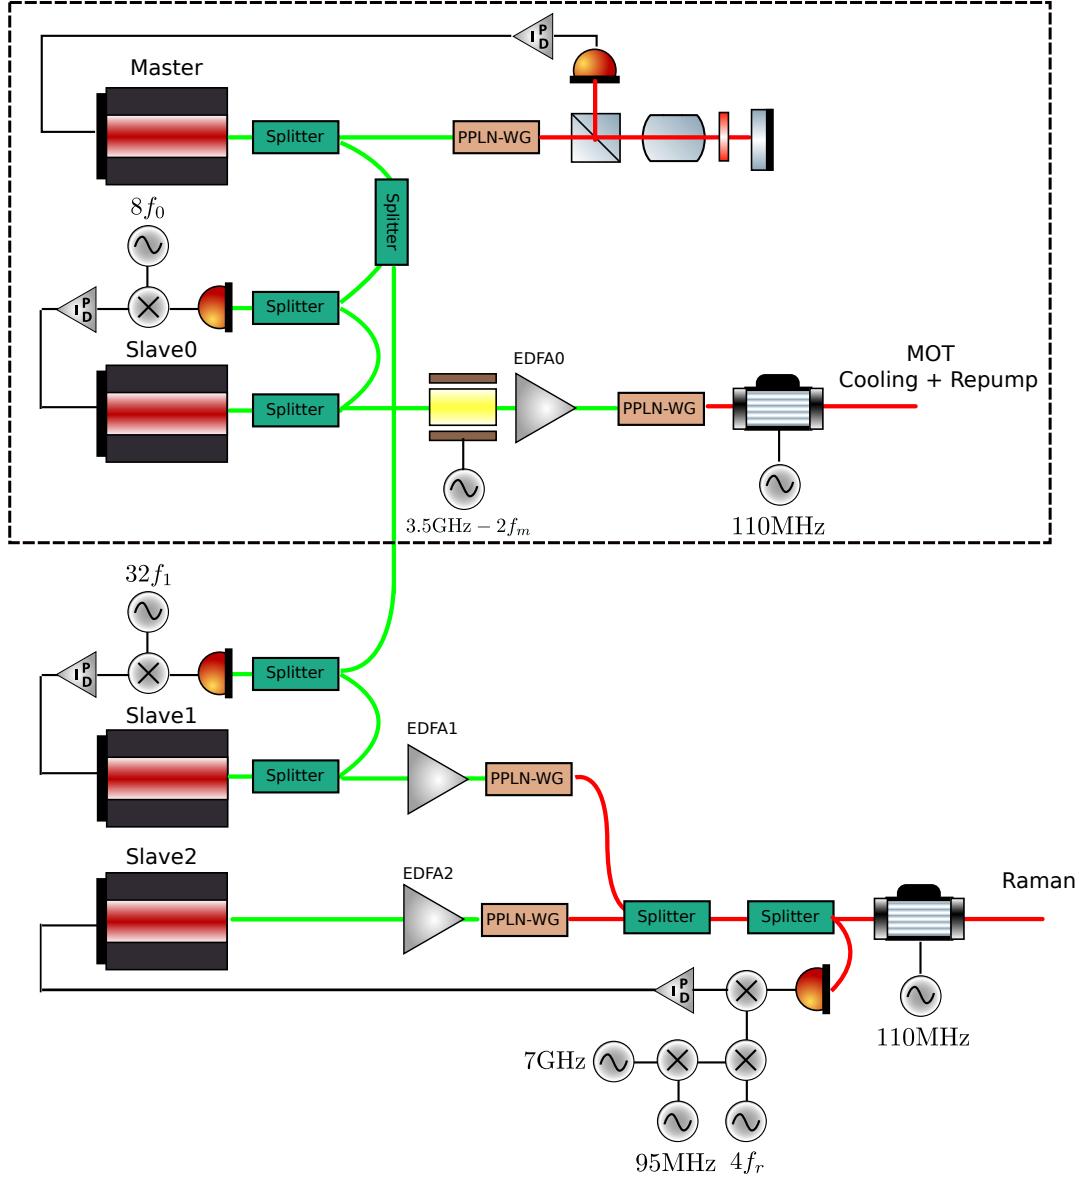 Master
Splitter
PPLN-WG
I P D
Splitter
8f₀
I P D
Splitter
Slave0
Splitter
EDFA0
PPLN-WG
MOT
Cooling + Repump
3.5GHz − 2fₘ
110MHz
32f₁
I P D
Splitter
Slave1
Splitter
EDFA1
PPLN-WG
Slave2
EDFA2
PPLN-WG
Splitter
Splitter
Raman
I P D
110MHz
7GHz
95MHz
4fᵣ